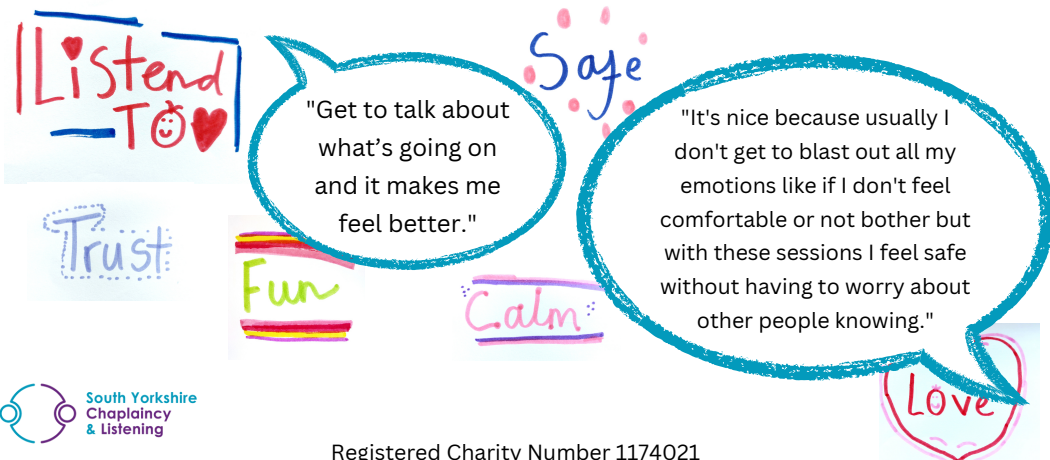 Listend
To
Safe
"Get to talk about
what’s going on
and it makes me
feel better."
"It's nice because usually I
don't get to blast out all my
emotions like if I don't feel
comfortable or not bother but
with these sessions I feel safe
without having to worry about
other people knowing."
Trust
Fun
Calm
Love
South Yorkshire
Chaplaincy
& Listening
Registered Charity Number 1174021